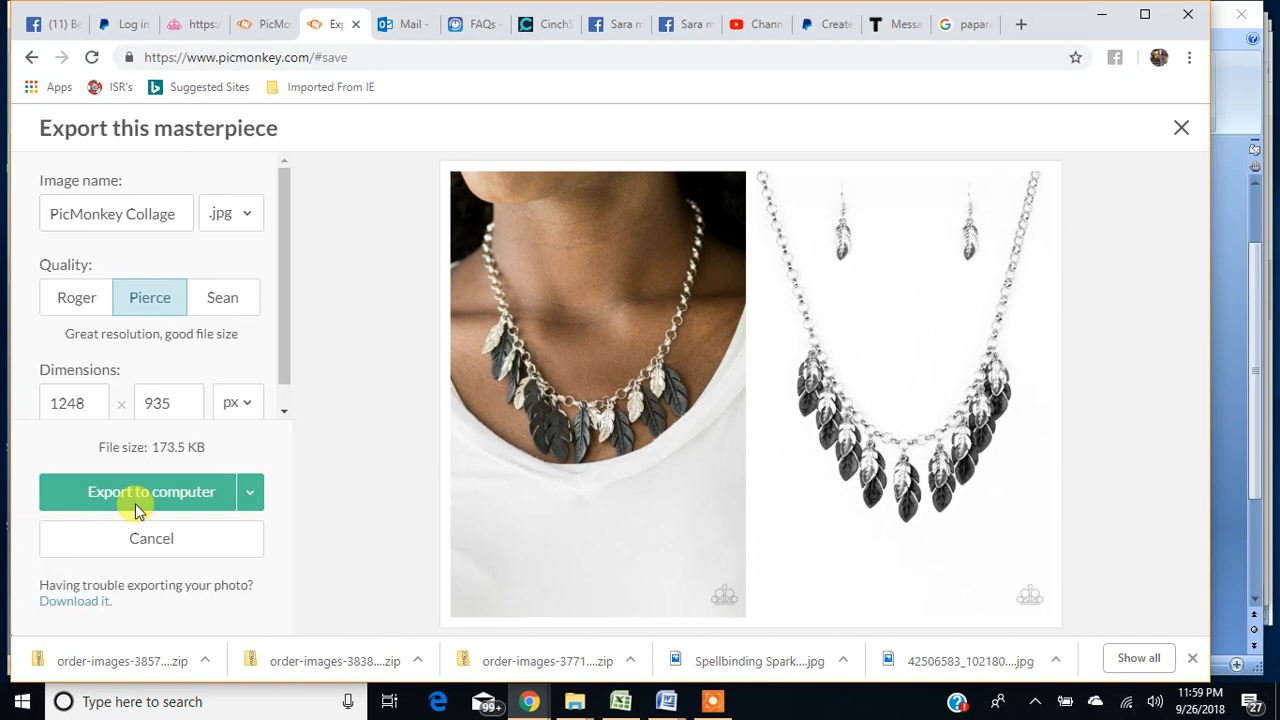 (11) Be
Log in
https:
PicMo
Exp
Mail -
FAQs -
CinchS
Sara m
Sara m
Chann
Create
Messa
papar
https://www.picmonkey.com/#save
Apps
ISR's
Suggested Sites
Imported From IE
Export this masterpiece
Image name:
PicMonkey Collage
.jpg
Quality:
Roger
Pierce
Sean
Great resolution, good file size
Dimensions:
1248
×
935
px
File size: 173.5 KB
Export to computer
Cancel
Having trouble exporting your photo?
Download it.
order-images-3857....zip
order-images-3838....zip
order-images-3771....zip
Spellbinding Spark....jpg
Show all
Type here to search
99+
11:59 PM
9/26/2018
27